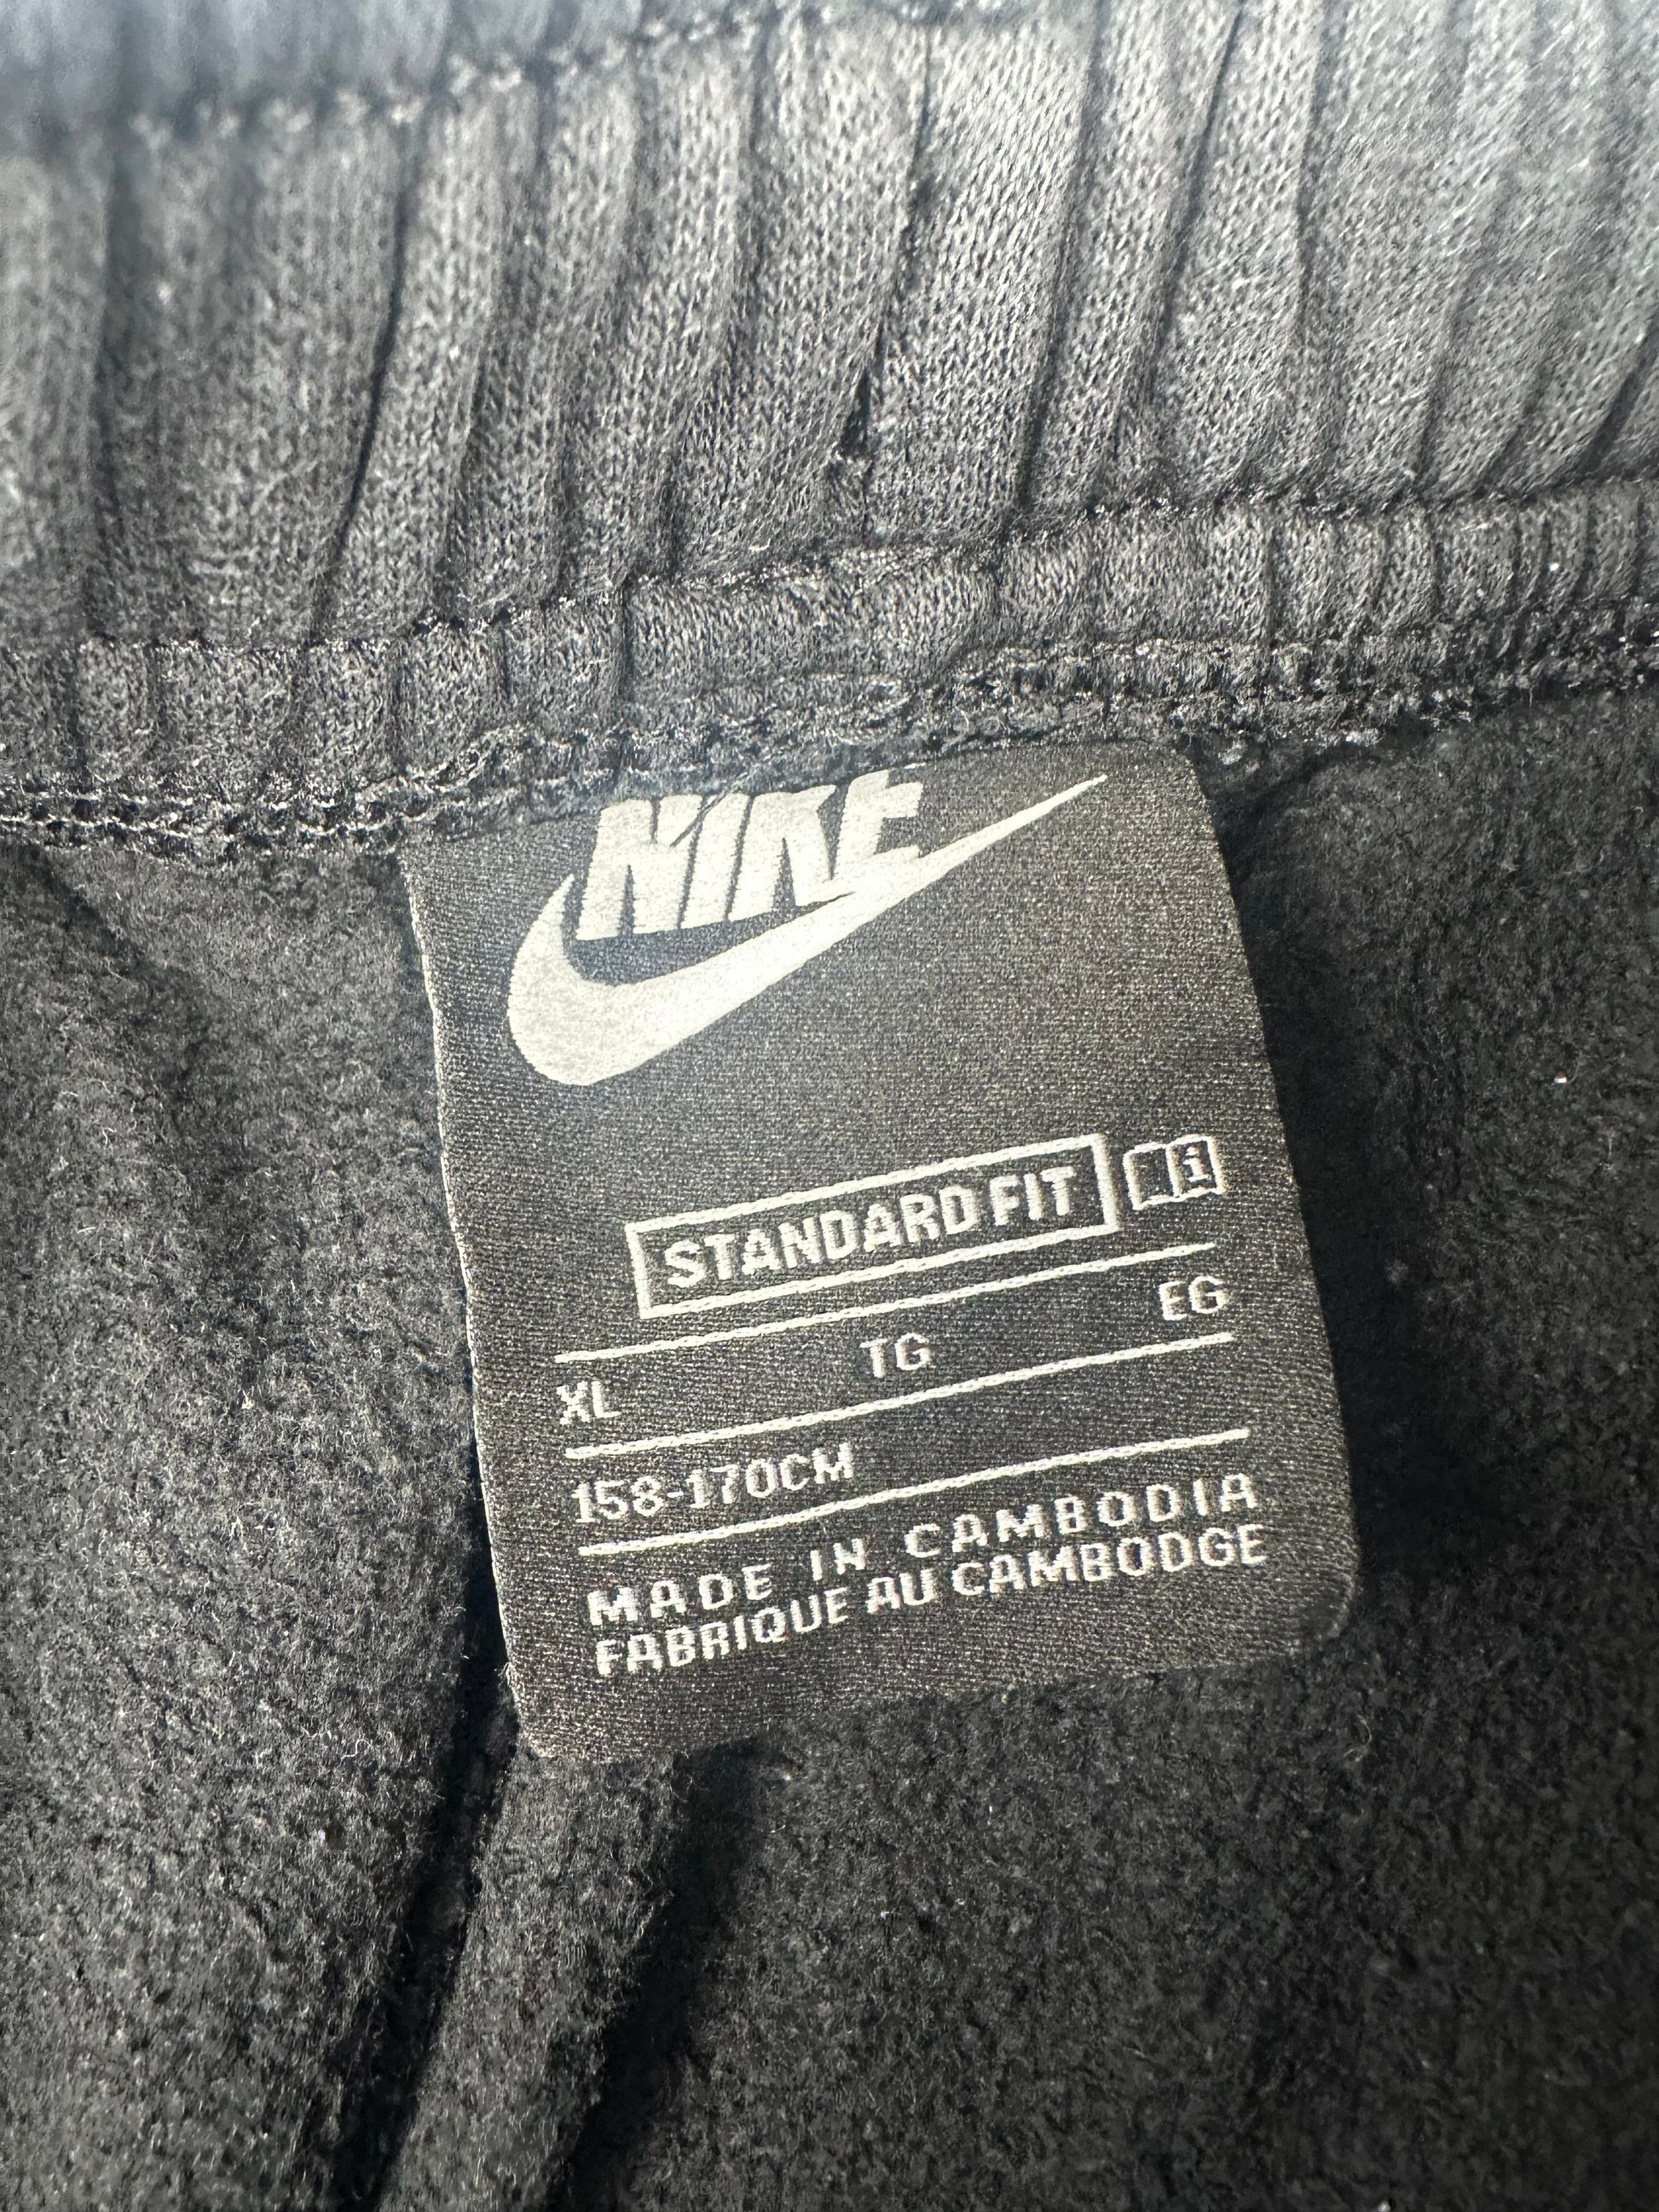 NIKE
STANDARD FIT i
XL TG EG
158-170CM
MADE IN CAMBODIA
FABRIQUE AU CAMBODGE